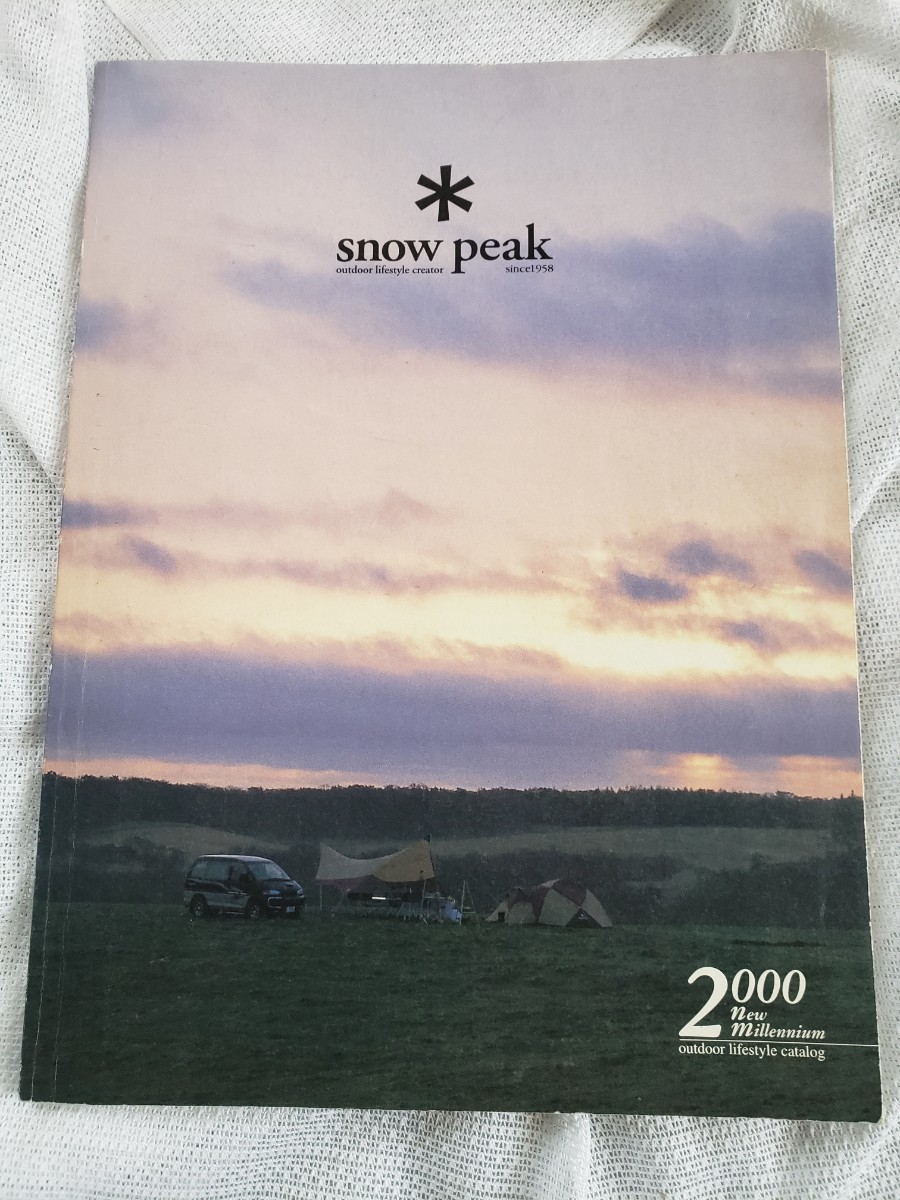 snow peak
outdoor lifestyle creator since1958
2000
New
Millennium
outdoor lifestyle catalog